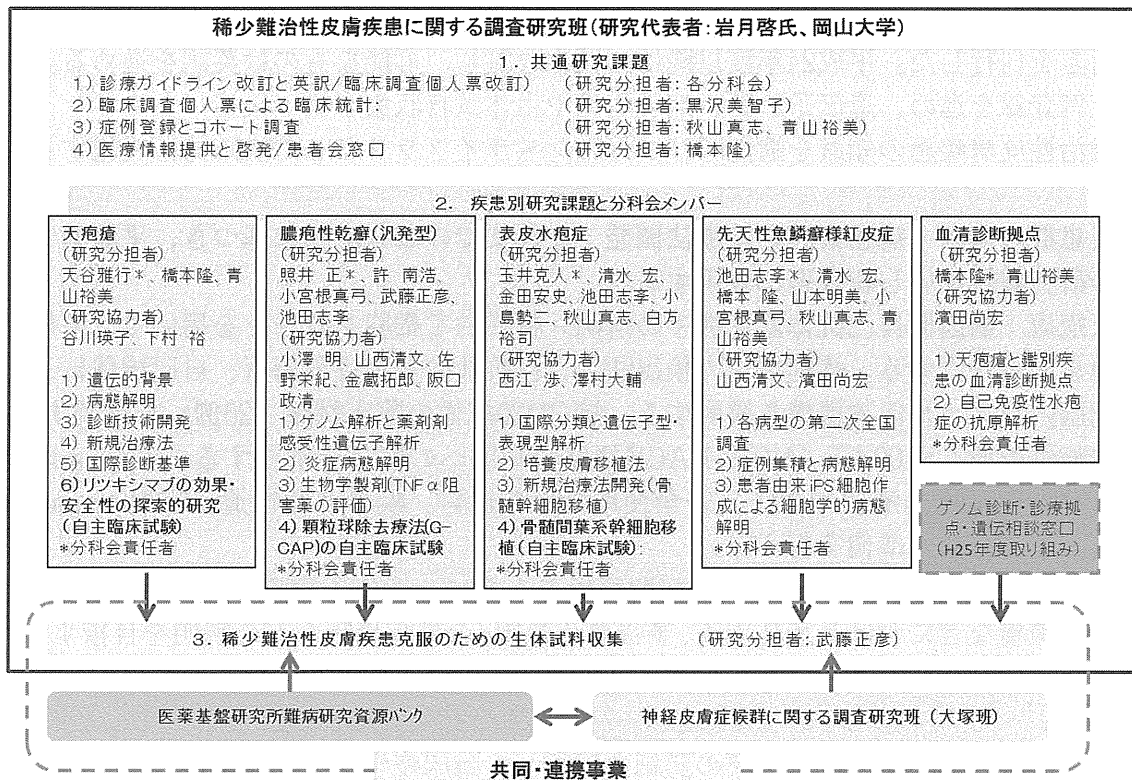 稀少難治性皮膚疾患に関する調査研究班(研究代表者:岩月啓氏、岡山大学)
1. 共通研究課題
1) 診療ガイドライン改訂と英訳/臨床調査個人票改訂) (研究分担者:各分科会)
2) 臨床調査個人票による臨床統計: (研究分担者:黒沢美智子)
3) 症例登録とコホート調査 (研究分担者:秋山真志、青山裕美)
4) 医療情報提供と啓発/患者会窓口 (研究分担者:橋本隆)
2. 疾患別研究課題と分科会メンバー
天疱瘡
(研究分担者)
天谷雅行*、橋本隆、青
山裕美
(研究協力者)
谷川瑛子、下村 裕
1) 遺伝的背景
2) 病態解明
3) 診断技術開発
4) 新規治療法
5) 国際診断基準
6)リツキシマブの効果・
安全性の探索的研究
(自主臨床試験)
*分科会責任者
膿疱性乾癬(汎発型)
(研究分担者)
照井 正*、許 南浩、
小宮根真弓、武藤正彦、
池田志斈
(研究協力者)
小澤 明、山西清文、佐
野栄紀、金蔵拓郎、阪口
政清
1)ゲノム解析と薬剤剤
感受性遺伝子解析
2) 炎症病態解明
3) 生物学製剤(TNFα阻
害薬の評価)
4) 顆粒球除去療法(G-
CAP)の自主臨床試験
*分科会責任者
表皮水疱症
(研究分担者)
玉井克人*、清水 宏、
金田安史、池田志斈、小
島勢二、秋山真志、白方
裕司
(研究協力者)
西江 渉、澤村大輔
1)国際分類と遺伝子型・
表現型解析
2) 培養皮膚移植法
3) 新規治療法開発(骨
髄幹細胞移植)
4) 骨髄間葉系幹細胞移
植(自主臨床試験):
*分科会責任者
先天性魚鱗癬様紅皮症
(研究分担者)
池田志斈*、清水 宏、
橋本 隆、山本明美、小
宮根真弓、秋山真志、青
山裕美
(研究協力者)
山西清文、濱田尚宏
1)各病型の第二次全国
調査
2)症例集積と病態解明
3)患者由来iPS細胞作
成による細胞学的病態
解明
*分科会責任者
血清診断拠点
(研究分担者)
橋本隆* 青山裕美
(研究協力者)
濱田尚宏
1) 天疱瘡と鑑別疾
患の血清診断拠点
2) 自己免疫性水疱
症の抗原解析
*分科会責任者
ゲノム診断・診療拠
点・遺伝相談窓口
(H25年度取り組み)
3. 稀少難治性皮膚疾患克服のための生体試料収集 (研究分担者:武藤正彦)
医薬基盤研究所難病研究資源バンク
神経皮膚症候群に関する調査研究班 (大塚班)
共同・連携事業